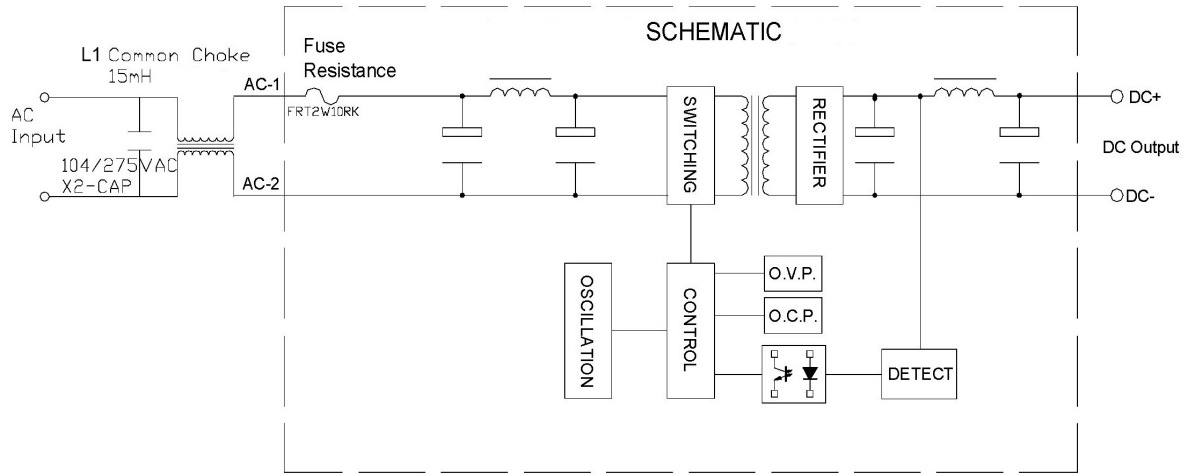 SCHEMATIC
L1 Common Choke
15mH
Fuse
Resistance
AC-1
FRT2W10RK
AC
Input
104/275VAC
X2-CAP
AC-2
SWITCHING
RECTIFIER
DC+
DC Output
DC-
OSCILLATION
CONTROL
O.V.P.
O.C.P.
DETECT